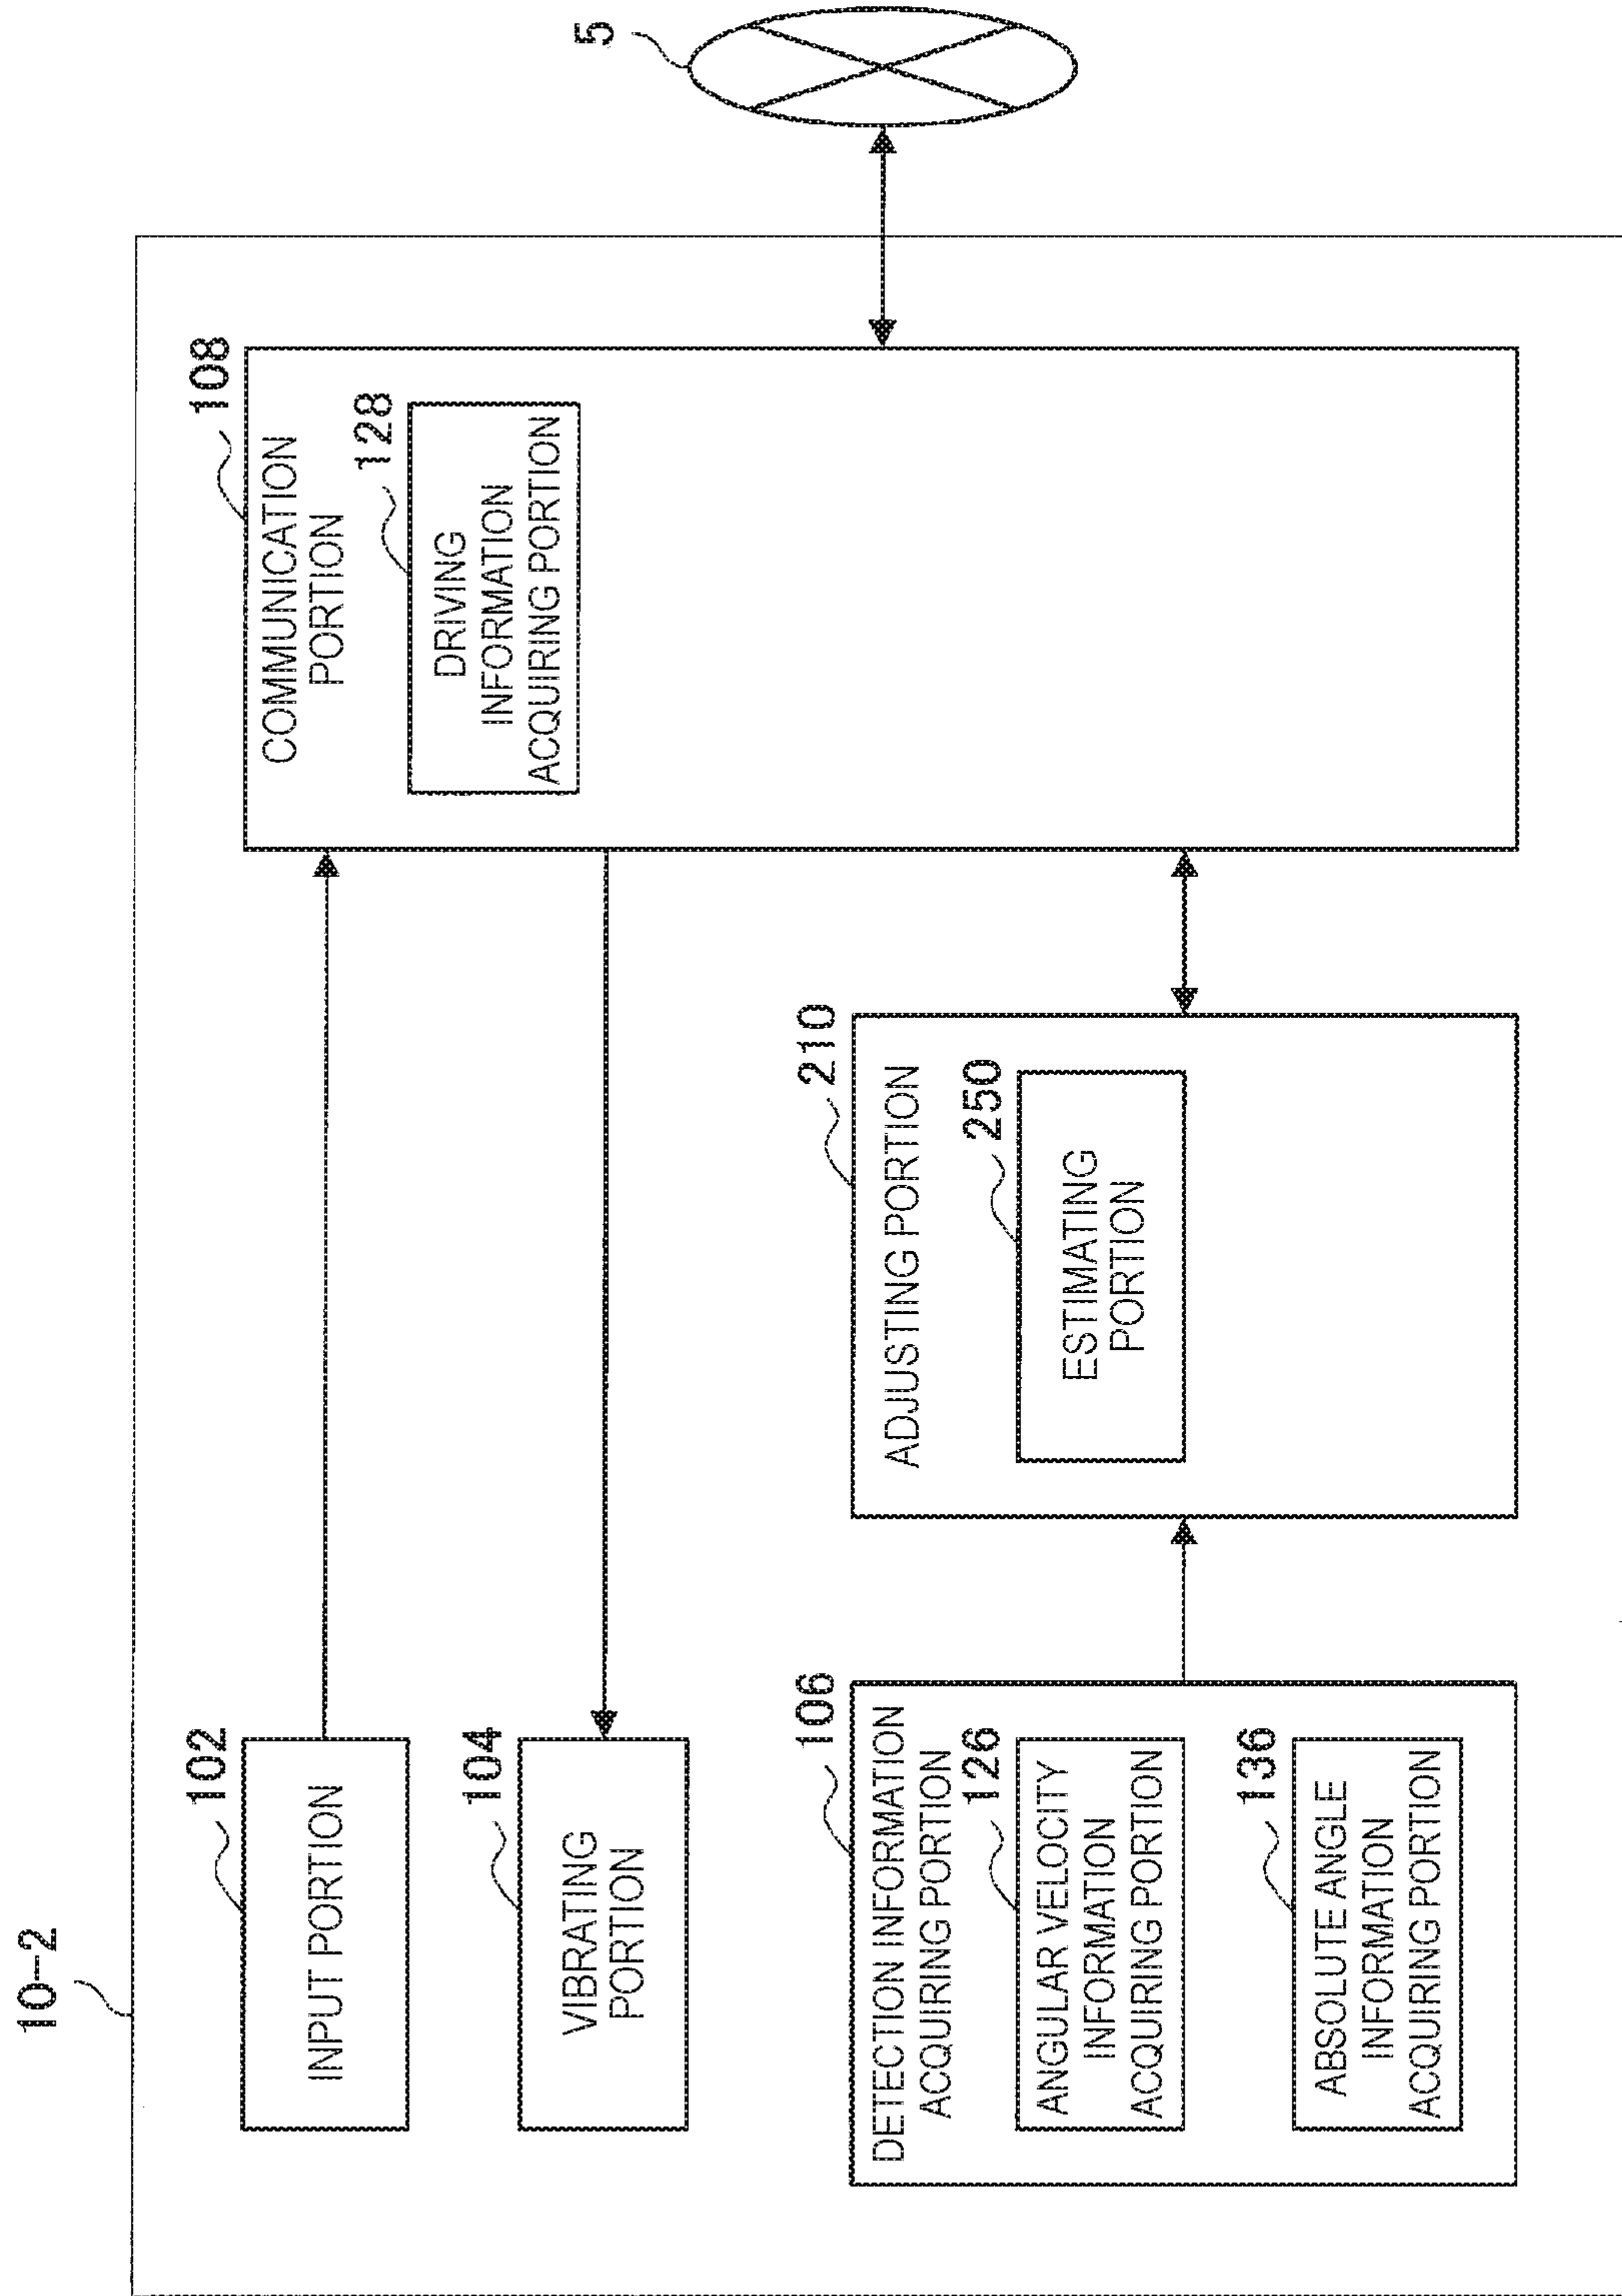 10-2
5
102
INPUT PORTION
108
COMMUNICATION
PORTION
128
DRIVING
INFORMATION
ACQUIRING PORTION
104
VIBRATING
PORTION
106
DETECTION INFORMATION
ACQUIRING PORTION
126
ANGULAR VELOCITY
INFORMATION
ACQUIRING PORTION
136
ABSOLUTE ANGLE
INFORMATION
ACQUIRING PORTION
210
ADJUSTING PORTION
250
ESTIMATING
PORTION